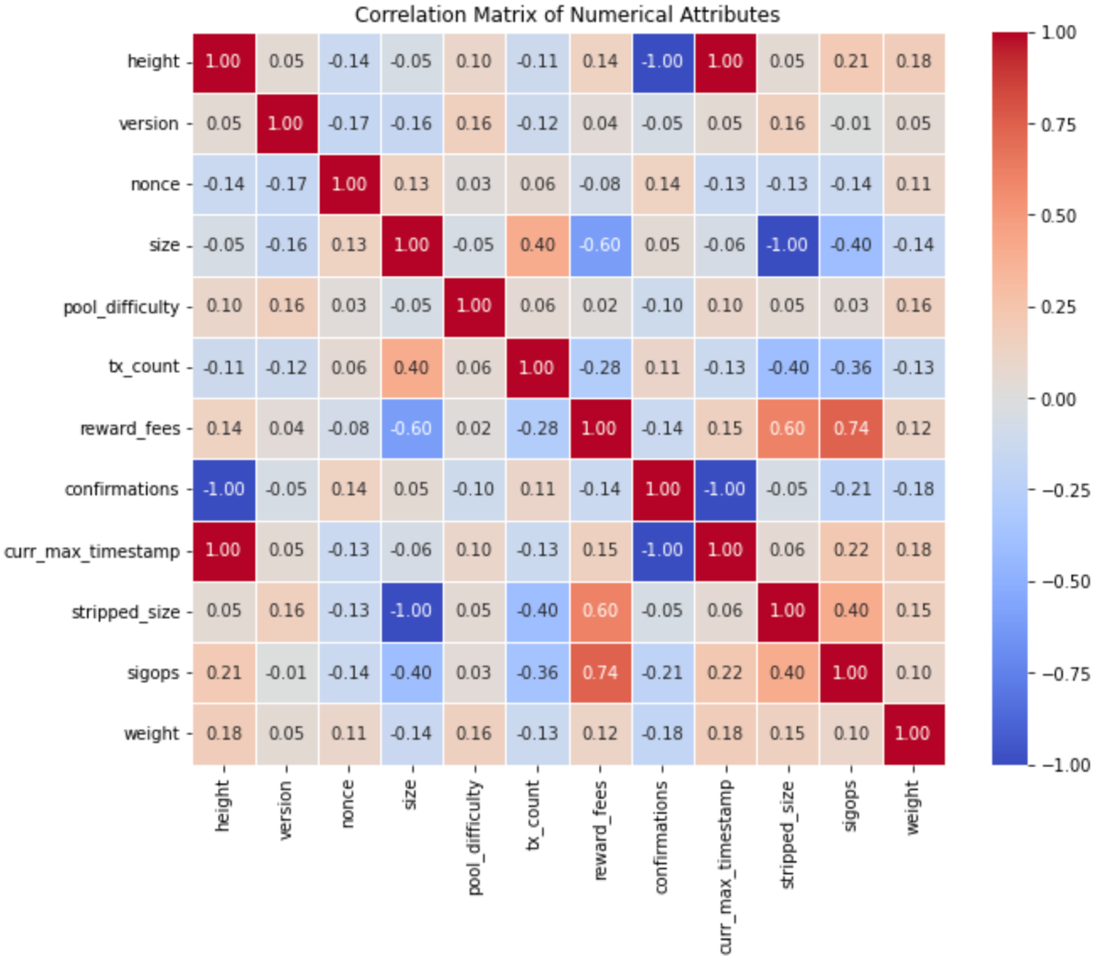 Correlation Matrix of Numerical Attributes
height 1.00 0.05 -0.14 -0.05 0.10 -0.11 0.14 -1.00 1.00 0.05 0.21 0.18
version 0.05 1.00 -0.17 -0.16 0.16 -0.12 0.04 -0.05 0.05 0.16 -0.01 0.05
nonce -0.14 -0.17 1.00 0.13 0.03 0.06 -0.08 0.14 -0.13 -0.13 -0.14 0.11
size -0.05 -0.16 0.13 1.00 -0.05 0.40 -0.60 0.05 -0.06 -1.00 -0.40 -0.14
pool_difficulty 0.10 0.16 0.03 -0.05 1.00 0.06 0.02 -0.10 0.10 0.05 0.03 0.16
tx_count -0.11 -0.12 0.06 0.40 0.06 1.00 -0.28 0.11 -0.13 -0.40 -0.36 -0.13
reward_fees 0.14 0.04 -0.08 -0.60 0.02 -0.28 1.00 -0.14 0.15 0.60 0.74 0.12
confirmations -1.00 -0.05 0.14 0.05 -0.10 0.11 -0.14 1.00 -1.00 -0.05 -0.21 -0.18
curr_max_timestamp 1.00 0.05 -0.13 -0.06 0.10 -0.13 0.15 -1.00 1.00 0.06 0.22 0.18
stripped_size 0.05 0.16 -0.13 -1.00 0.05 -0.40 0.60 -0.05 0.06 1.00 0.40 0.15
sigops 0.21 -0.01 -0.14 -0.40 0.03 -0.36 0.74 -0.21 0.22 0.40 1.00 0.10
weight 0.18 0.05 0.11 -0.14 0.16 -0.13 0.12 -0.18 0.18 0.15 0.10 1.00
height
version
nonce
size
pool_difficulty
tx_count
reward_fees
confirmations
curr_max_timestamp
stripped_size
sigops
weight
1.00
0.75
0.50
0.25
0.00
−0.25
−0.50
−0.75
−1.00